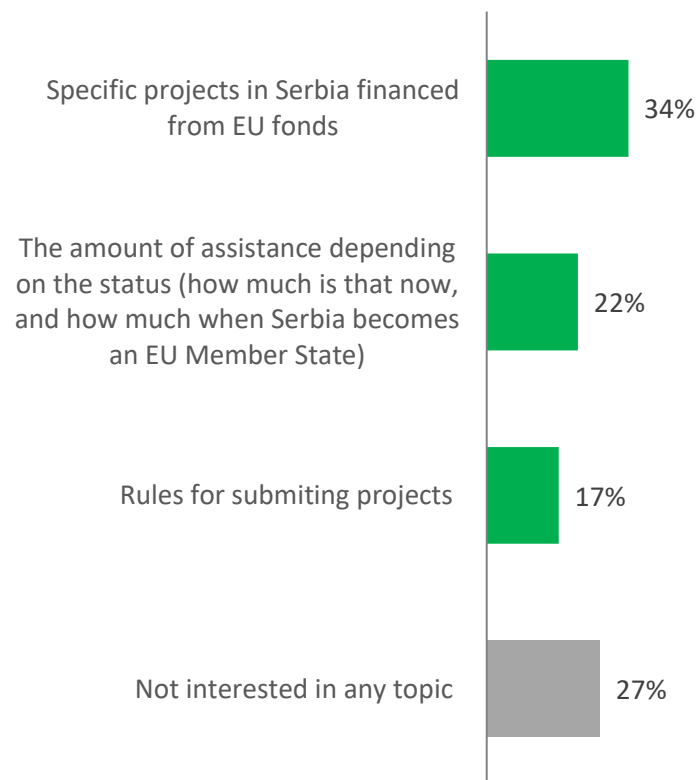 Specific projects in Serbia financed
from EU fonds
34%
The amount of assistance depending
on the status (how much is that now,
and how much when Serbia becomes
an EU Member State)
22%
Rules for submiting projects
17%
Not interested in any topic
27%